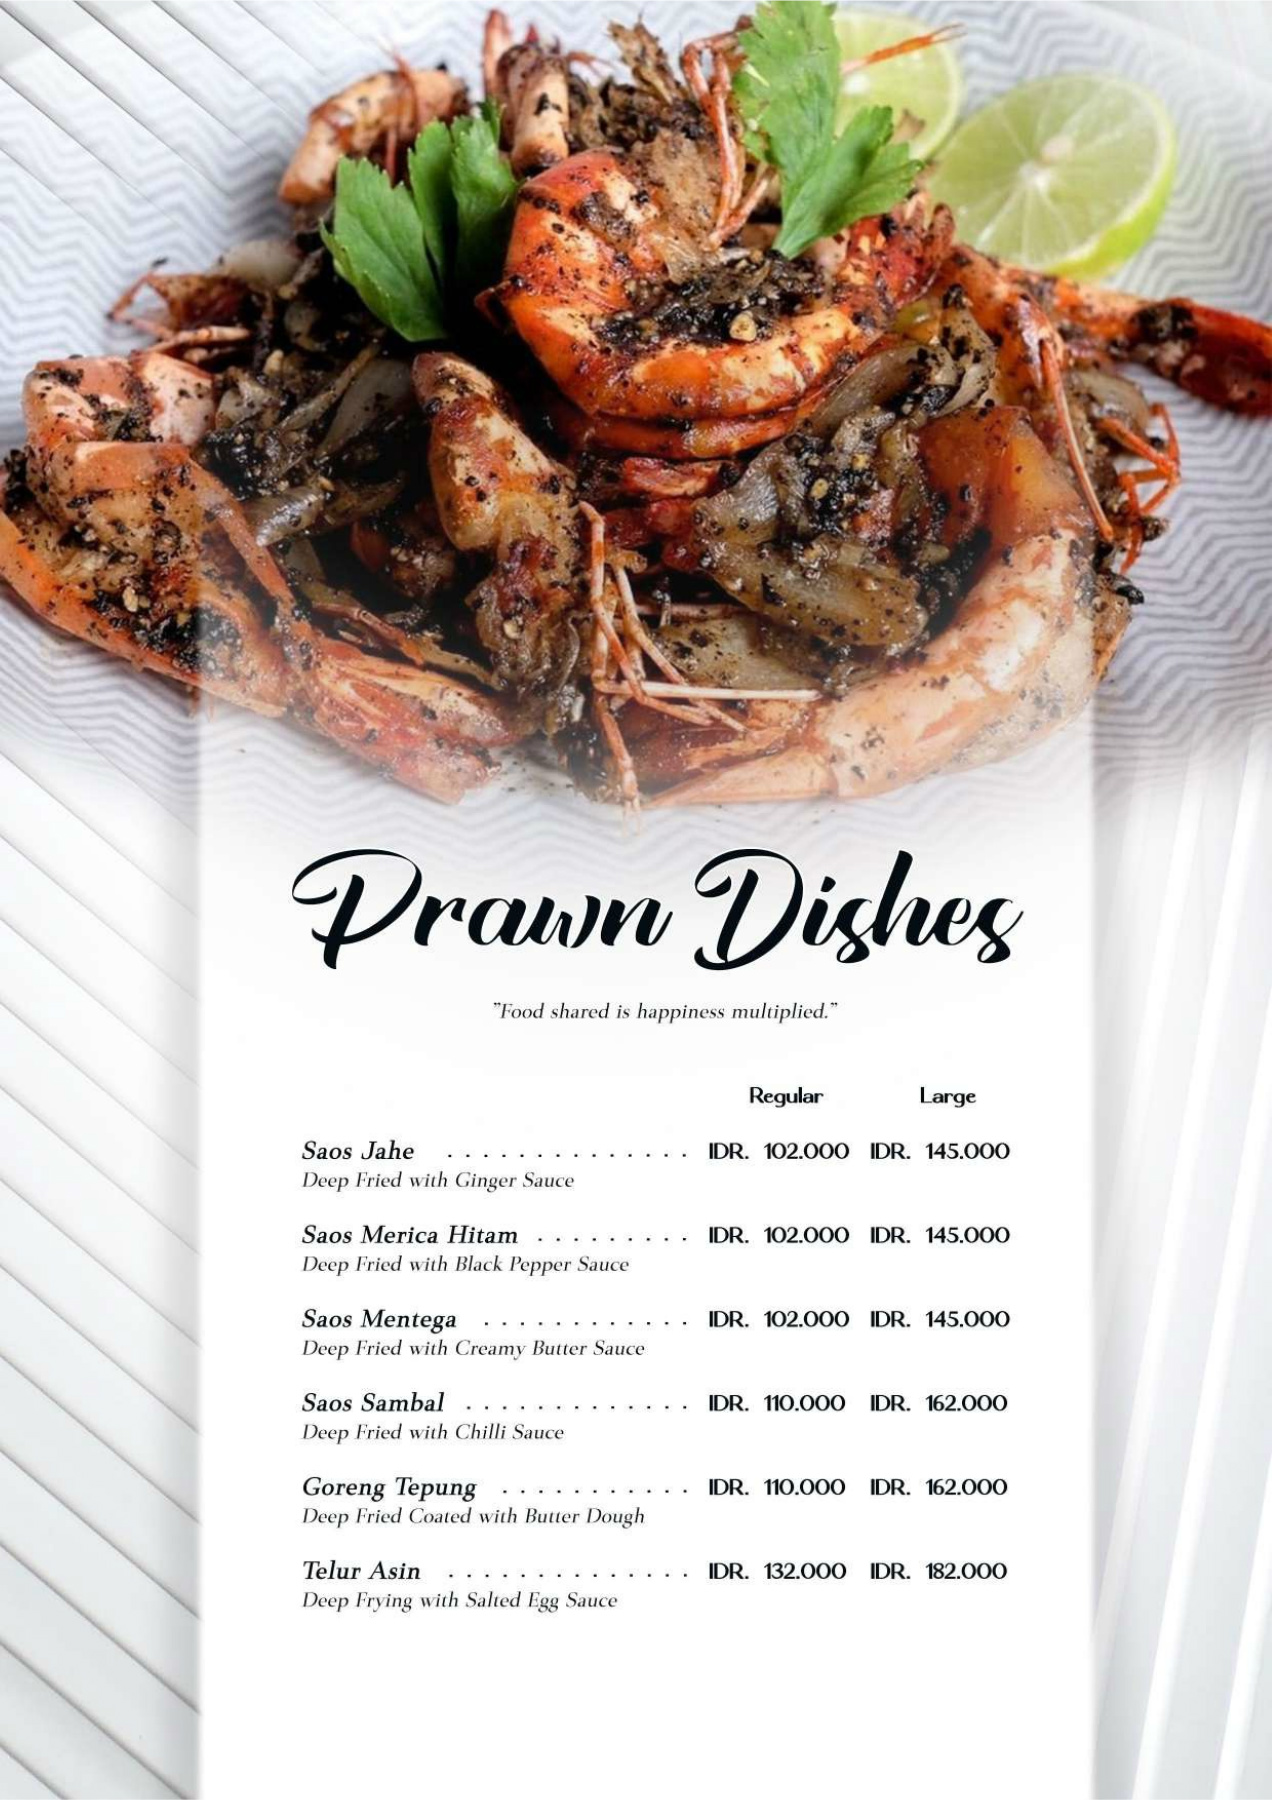 Prawn Dishes
"Food shared is happiness multiplied."
Regular Large
Saos Jahe . . . . . . . . . . . . . . IDR. 102.000 IDR. 145.000
Deep Fried with Ginger Sauce
Saos Merica Hitam . . . . . . . . . IDR. 102.000 IDR. 145.000
Deep Fried with Black Pepper Sauce
Saos Mentega . . . . . . . . . . . . IDR. 102.000 IDR. 145.000
Deep Fried with Creamy Butter Sauce
Saos Sambal . . . . . . . . . . . . . IDR. 110.000 IDR. 162.000
Deep Fried with Chilli Sauce
Goreng Tepung . . . . . . . . . . . IDR. 110.000 IDR. 162.000
Deep Fried Coated with Butter Dough
Telur Asin . . . . . . . . . . . . . . IDR. 132.000 IDR. 182.000
Deep Frying with Salted Egg Sauce